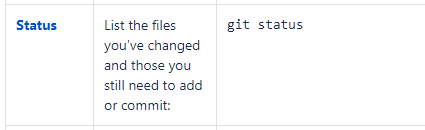 Status
List the files
you've changed
and those you
still need to add
or commit:
git status